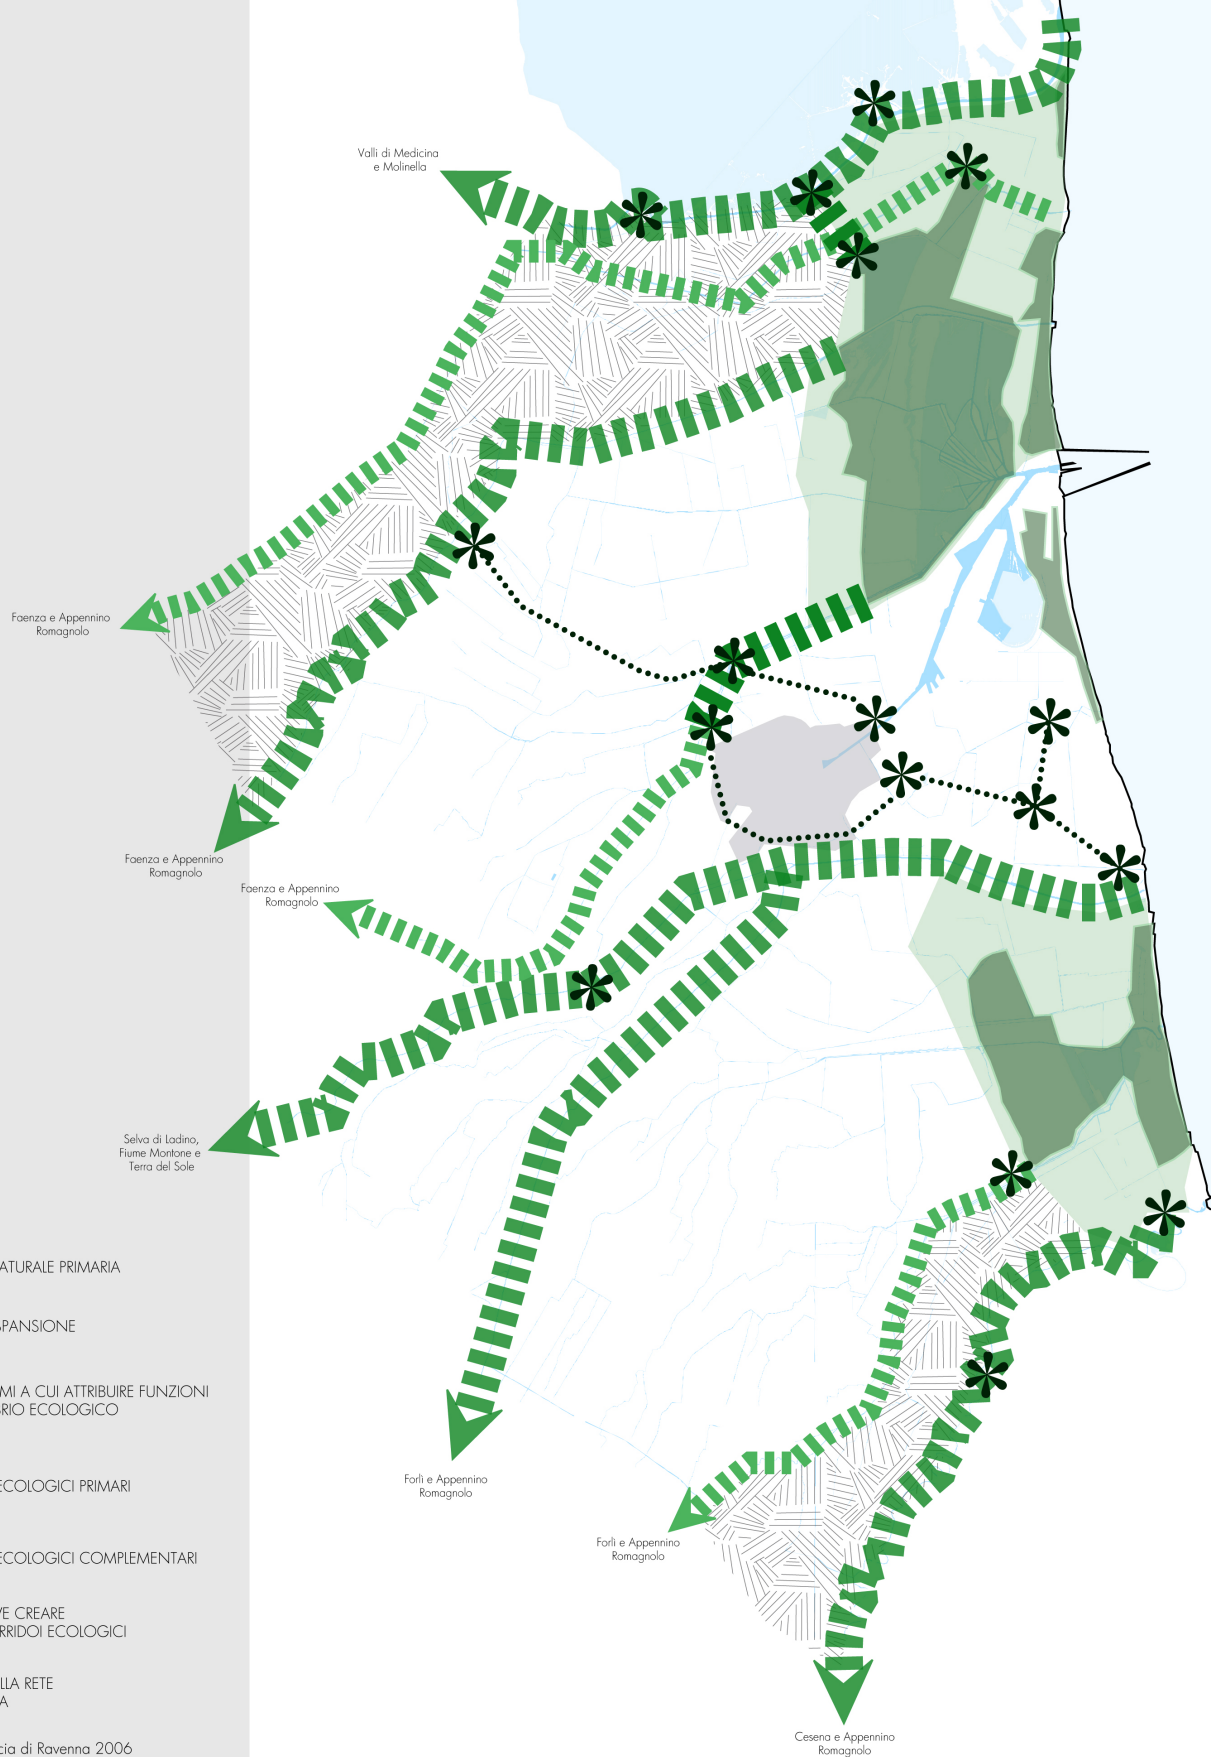 Valli di Medicina
e Molinella
Faenza e Appennino
Romagnolo
Faenza e Appennino
Romagnolo
Faenza e Appennino
Romagnolo
Selva di Ladino,
Fiume Montone e
Terra del Sole
ATURALE PRIMARIA
SPANSIONE
MI A CUI ATTRIBUIRE FUNZIONI
BRIO ECOLOGICO
Forlì e Appennino
Romagnolo
ECOLOGICI PRIMARI
Forlì e Appennino
Romagnolo
ECOLOGICI COMPLEMENTARI
VE CREARE
RRIDOI ECOLOGICI
LLA RETE
A
Cesena e Appennino
Romagnolo
cia di Ravenna 2006